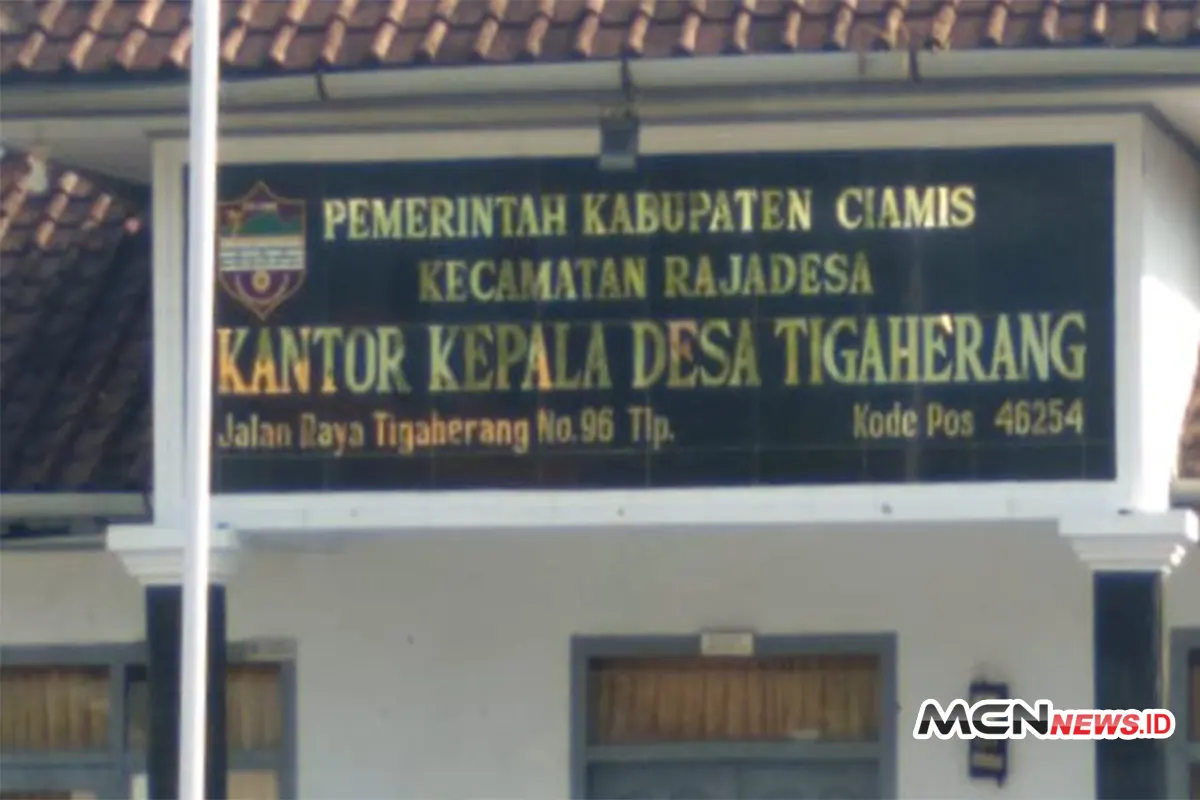 PEMERINTAH KABUPATEN CIAMIS
KECAMATAN RAJADESA
KANTOR KEPALA DESA TIGAHERANG
Jalan Raya Tigaherang No.96 Tlp. Kode Pos 46254
MCNNEWS.ID